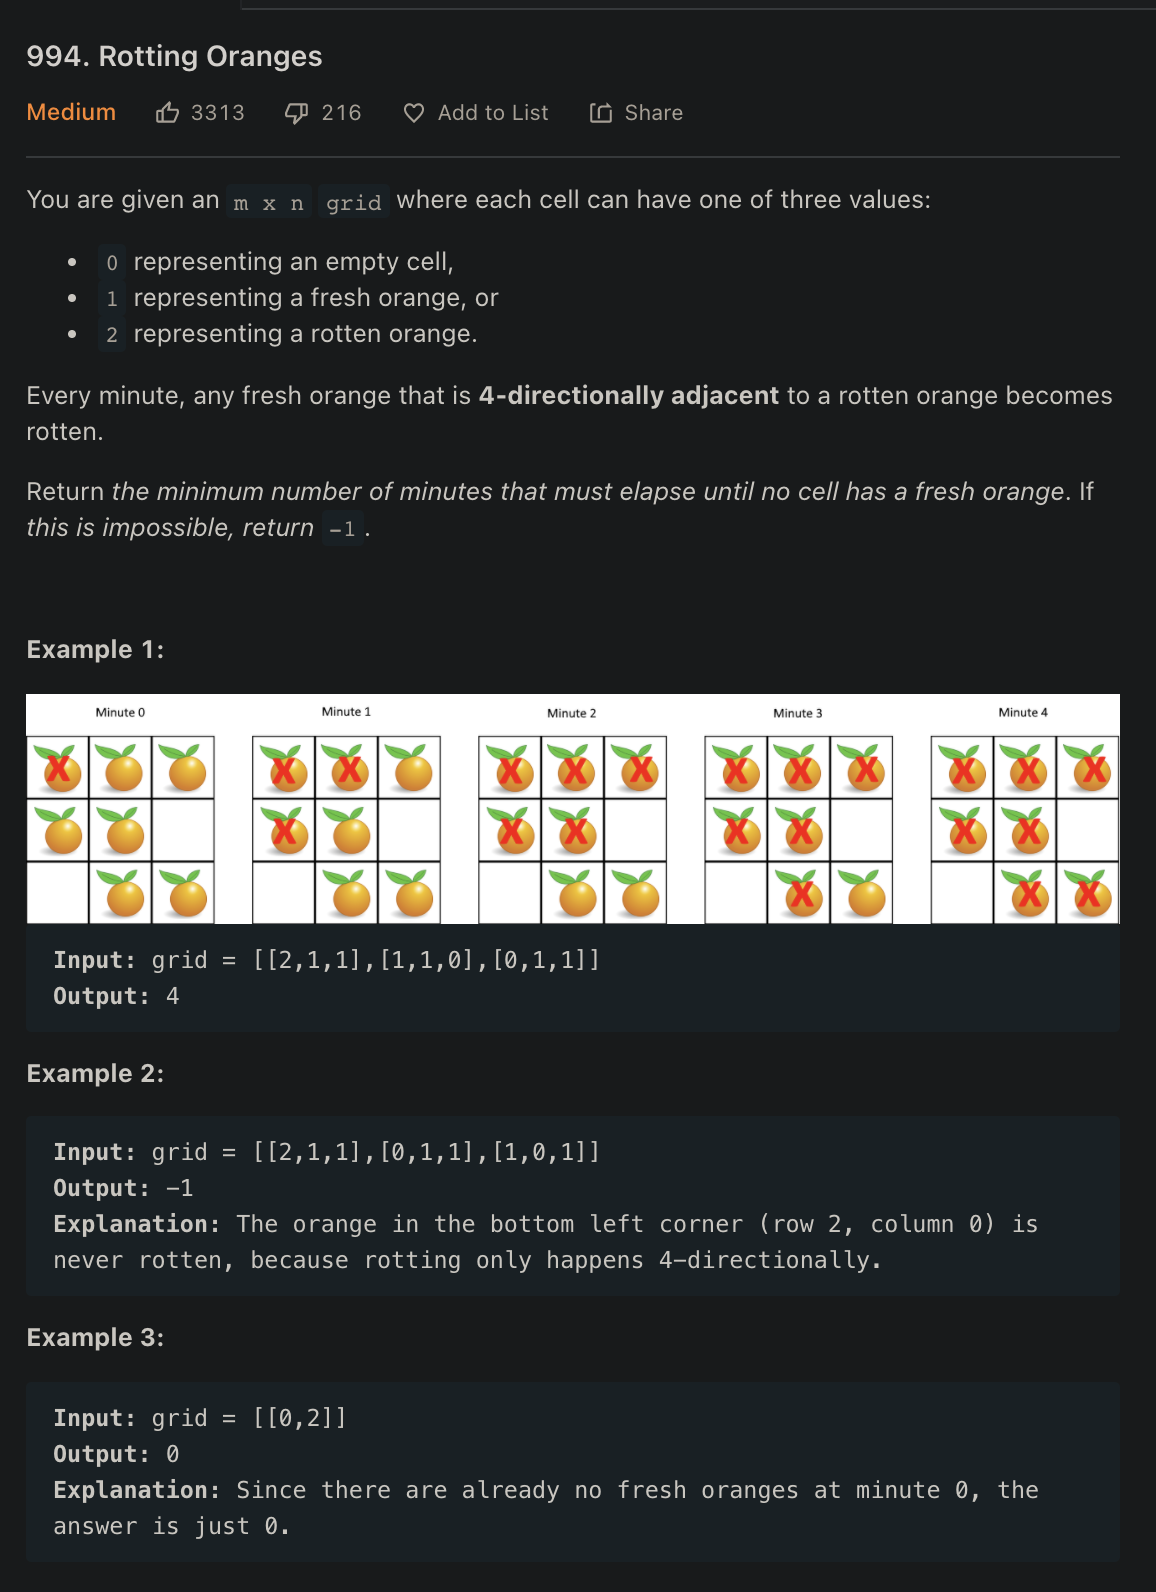 994. Rotting Oranges
Medium 3313 216 Add to List Share
You are given an m x n grid where each cell can have one of three values:
• 0 representing an empty cell,
• 1 representing a fresh orange, or
• 2 representing a rotten orange.
Every minute, any fresh orange that is 4-directionally adjacent to a rotten orange becomes
rotten.
Return the minimum number of minutes that must elapse until no cell has a fresh orange. If
this is impossible, return -1.
Example 1:
Minute 0 Minute 1 Minute 2 Minute 3 Minute 4
Input: grid = [[2,1,1],[1,1,0],[0,1,1]]
Output: 4
Example 2:
Input: grid = [[2,1,1],[0,1,1],[1,0,1]]
Output: -1
Explanation: The orange in the bottom left corner (row 2, column 0) is
never rotten, because rotting only happens 4-directionally.
Example 3:
Input: grid = [[0,2]]
Output: 0
Explanation: Since there are already no fresh oranges at minute 0, the
answer is just 0.